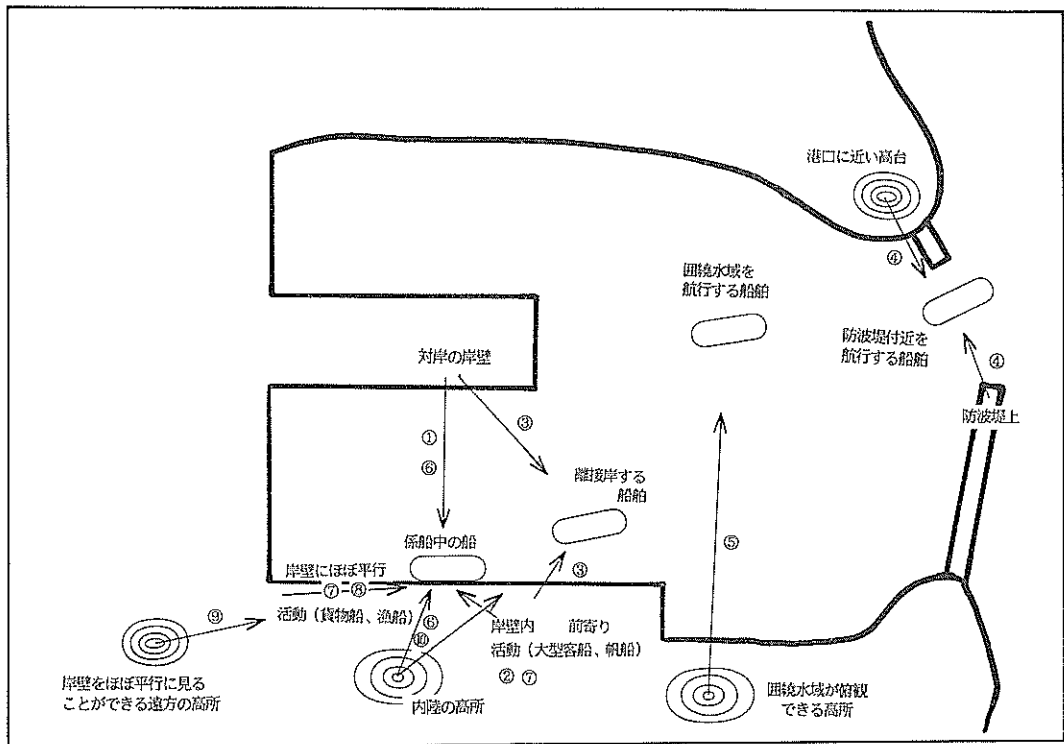 港口に近い高台
④
囲繞水域を
航行する船舶
防波堤付近を
航行する船舶
④
防波堤上
対岸の岸壁
①
⑥
③
離接岸する
船舶
⑤
係船中の船
岸壁にほぼ平行
⑦-⑧
③
⑨
活動(貨物船、漁船)
⑥
⑩
岸壁内 前寄り
活動(大型客船、帆船)
② ⑦
岸壁をほぼ平行に見る
ことができる遠方の高所
内陸の高所
囲繞水域が俯観
できる高所